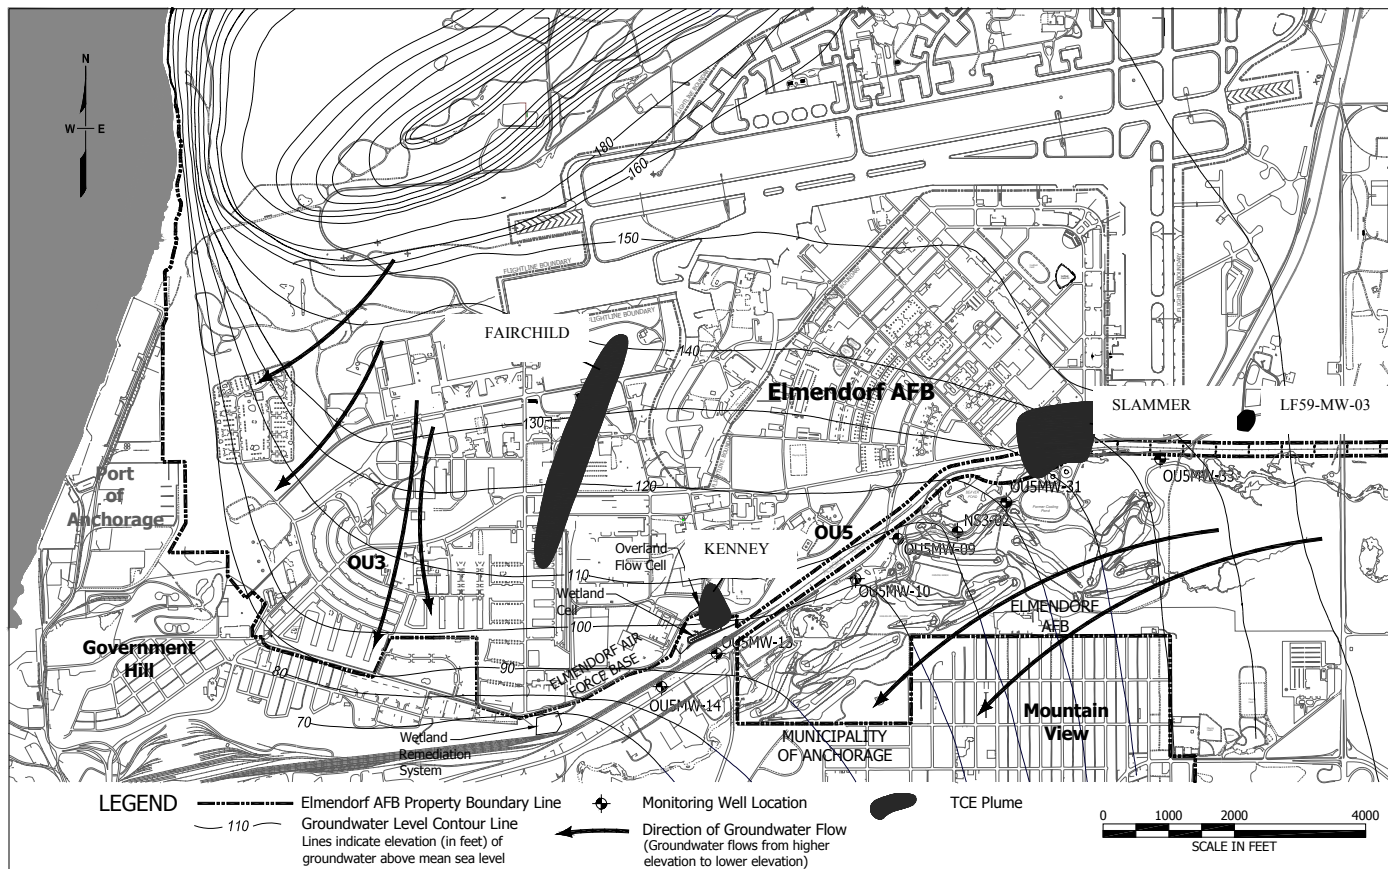 N
W
E
S
180
160
150
FLIGHTLINE BOUNDARY
FLIGHTLINE BOUNDARY
FAIRCHILD
140
Elmendorf AFB
SLAMMER
LF59-MW-03
130
120
OU5MW-31
Port
of
Anchorage
NS3-02
OU5
OU5MW-09
KENNEY
Overland
Flow Cell
OU3
110
Wetland
Cell
OU5MW-10
100
ELMENDORF
AFB
OU5MW-13
Government
Hill
90
80
ELMENDORF AIR
FORCE BASE
OU5MW-14
Mountain
View
70
Wetland
Remediation
System
MUNICIPALITY
OF ANCHORAGE
LEGEND
Elmendorf AFB Property Boundary Line
110
Groundwater Level Contour Line
Lines indicate elevation (in feet) of
groundwater above mean sea level
Monitoring Well Location
Direction of Groundwater Flow
(Groundwater flows from higher
elevation to lower elevation)
TCE Plume
0 1000 2000 4000
SCALE IN FEET